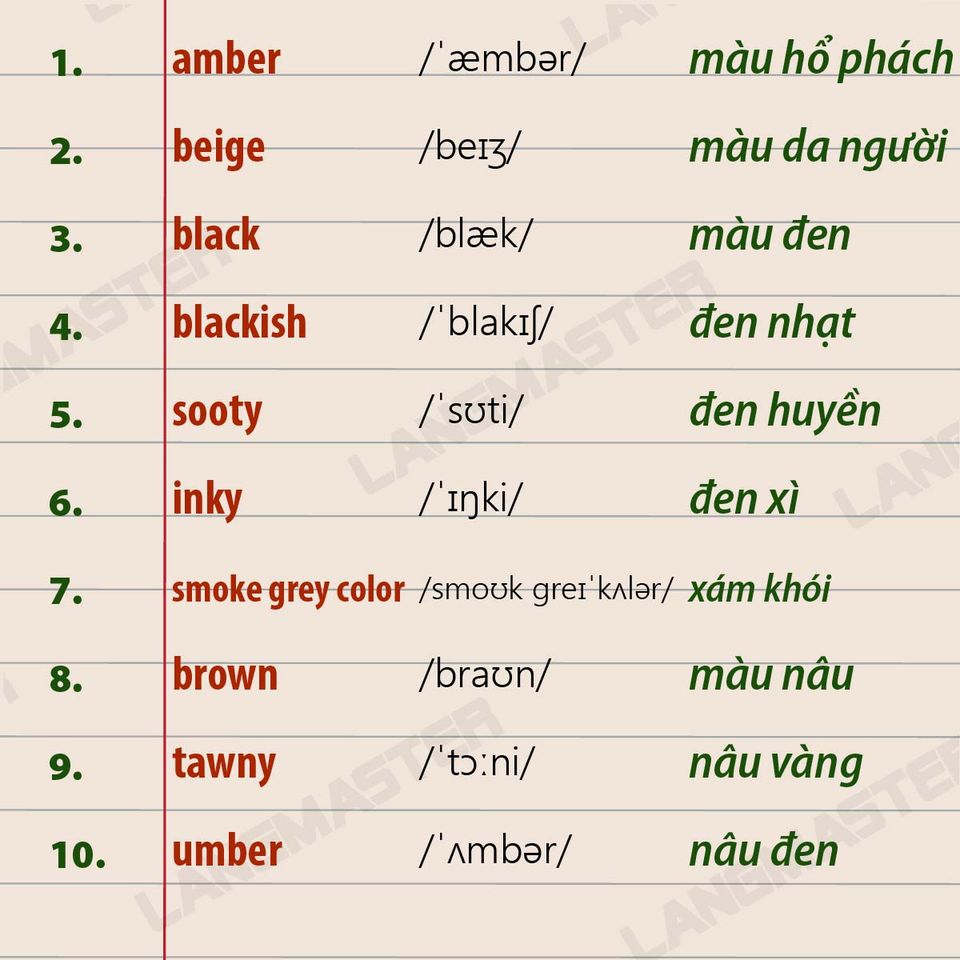 1. amber /ˈæmbər/ màu hổ phách
2. beige /beɪʒ/ màu da người
3. black /blæk/ màu đen
4. blackish /ˈblakɪʃ/ đen nhạt
5. sooty /ˈsʊti/ đen huyền
6. inky /ˈɪŋki/ đen xì
7. smoke grey color /smoʊk greɪˈkʌlər/ xám khói
8. brown /braʊn/ màu nâu
9. tawny /ˈtɔːni/ nâu vàng
10. umber /ˈʌmbər/ nâu đen
LANGMASTER